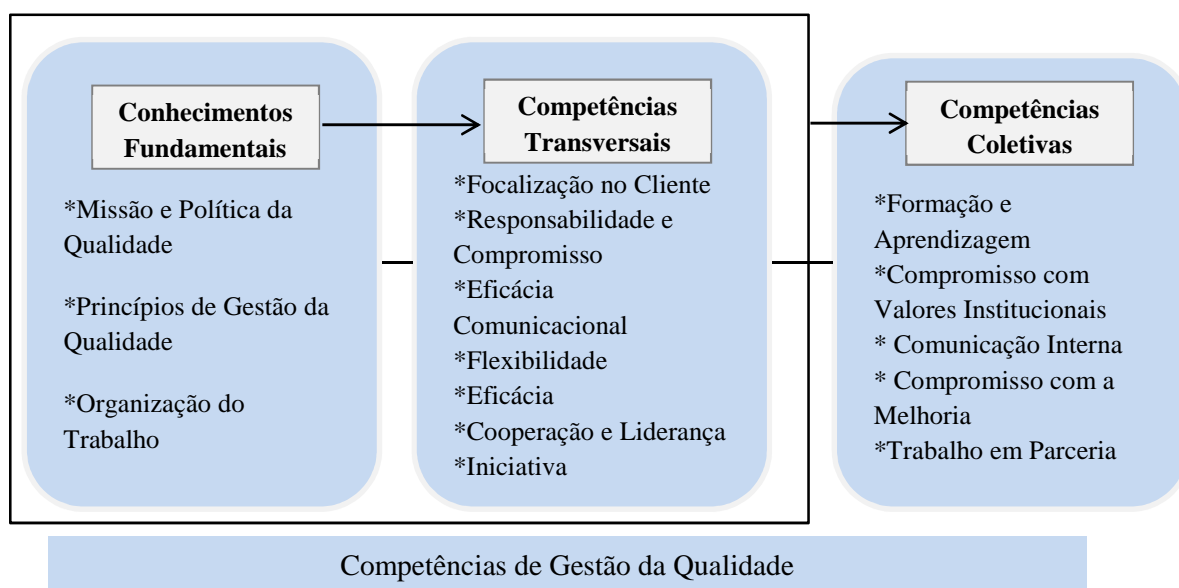 Conhecimentos
Fundamentais
*Missão e Política da
Qualidade
*Princípios de Gestão da
Qualidade
*Organização do
Trabalho
Competências
Transversais
*Focalização no Cliente
*Responsabilidade e
Compromisso
*Eficácia
Comunicacional
*Flexibilidade
*Eficácia
*Cooperação e Liderança
*Iniciativa
Competências
Coletivas
*Formação e
Aprendizagem
*Compromisso com
Valores Institucionais
* Comunicação Interna
* Compromisso com a
Melhoria
*Trabalho em Parceria
Competências de Gestão da Qualidade